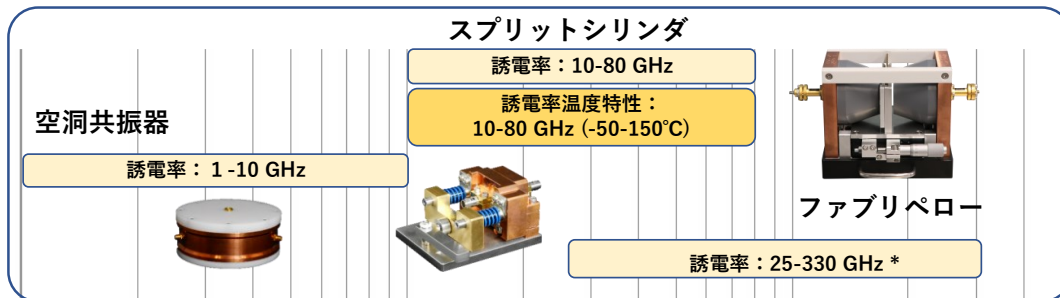 スプリットシリンダ
誘電率：10-80 GHz
誘電率温度特性：
10-80 GHz (-50-150℃)
空洞共振器
誘電率： 1 -10 GHz
ファブリペロー
誘電率：25-330 GHz *